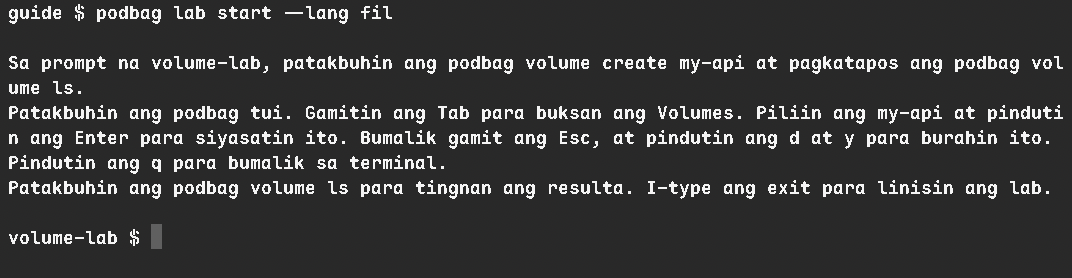 guide $ podbag lab start --lang fil
Sa prompt na volume-lab, patakbuhin ang podbag volume create my-api at pagkatapos ang podbag vol
ume ls.
Patakbuhin ang podbag tui. Gamitin ang Tab para buksan ang Volumes. Piliin ang my-api at pinduti
n ang Enter para siyasatin ito. Bumalik gamit ang Esc, at pindutin ang d at y para burahin ito.
Pindutin ang q para bumalik sa terminal.
Patakbuhin ang podbag volume ls para tingnan ang resulta. I-type ang exit para linisin ang lab.
volume-lab $